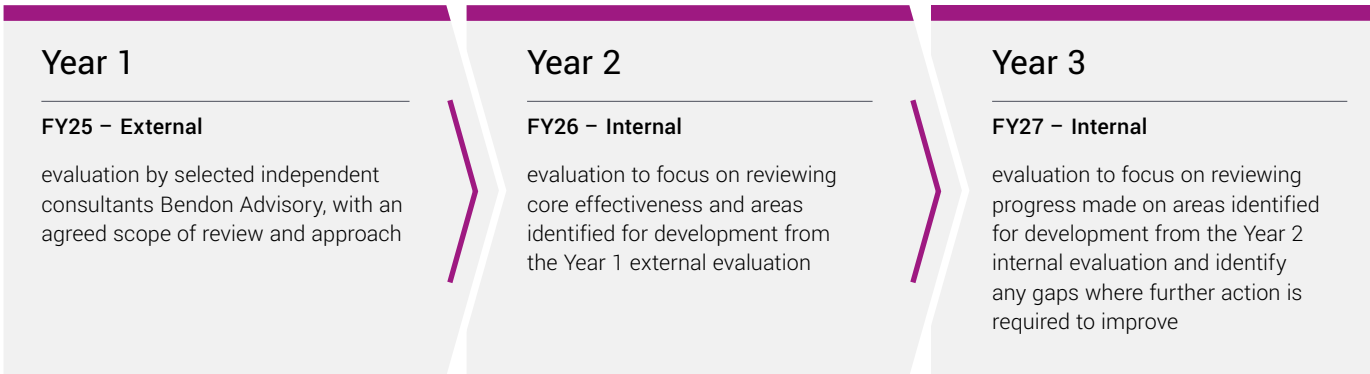 Year 1
FY25 – External
evaluation by selected independent
consultants Bendon Advisory, with an
agreed scope of review and approach
Year 2
FY26 – Internal
evaluation to focus on reviewing
core effectiveness and areas
identified for development from
the Year 1 external evaluation
Year 3
FY27 – Internal
evaluation to focus on reviewing
progress made on areas identified
for development from the Year 2
internal evaluation and identify
any gaps where further action is
required to improve